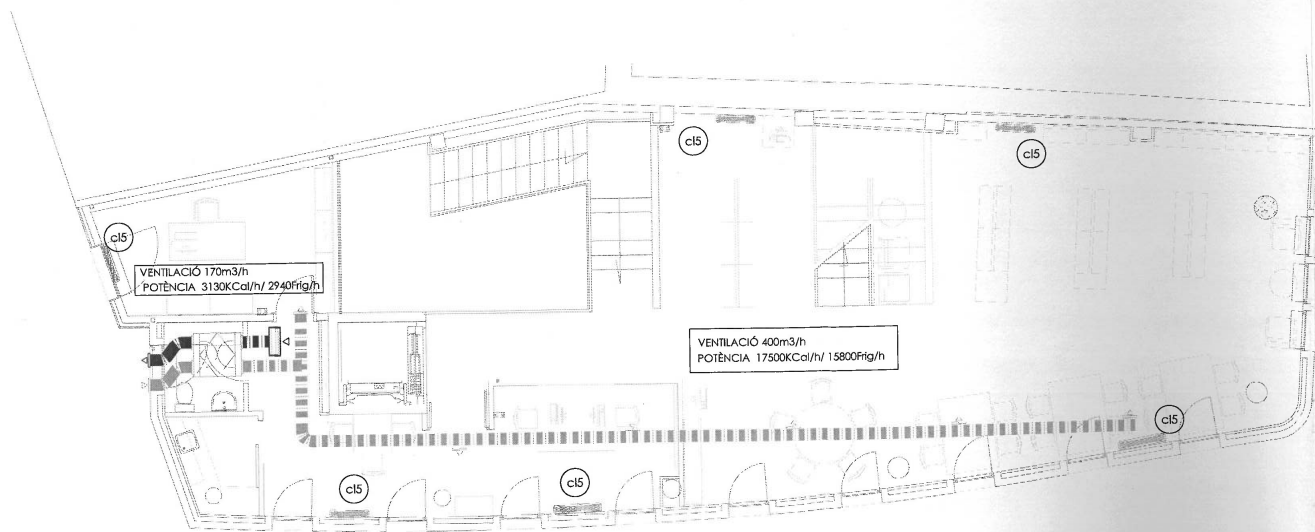 cl5
cl5
cl5
VENTILACIÓ 170m3/h
POTÈNCIA 3130KCal/h/ 2940Frig/h
VENTILACIÓ 400m3/h
POTÈNCIA 17500KCal/h/ 15800Frig/h
cl5
cl5
cl5